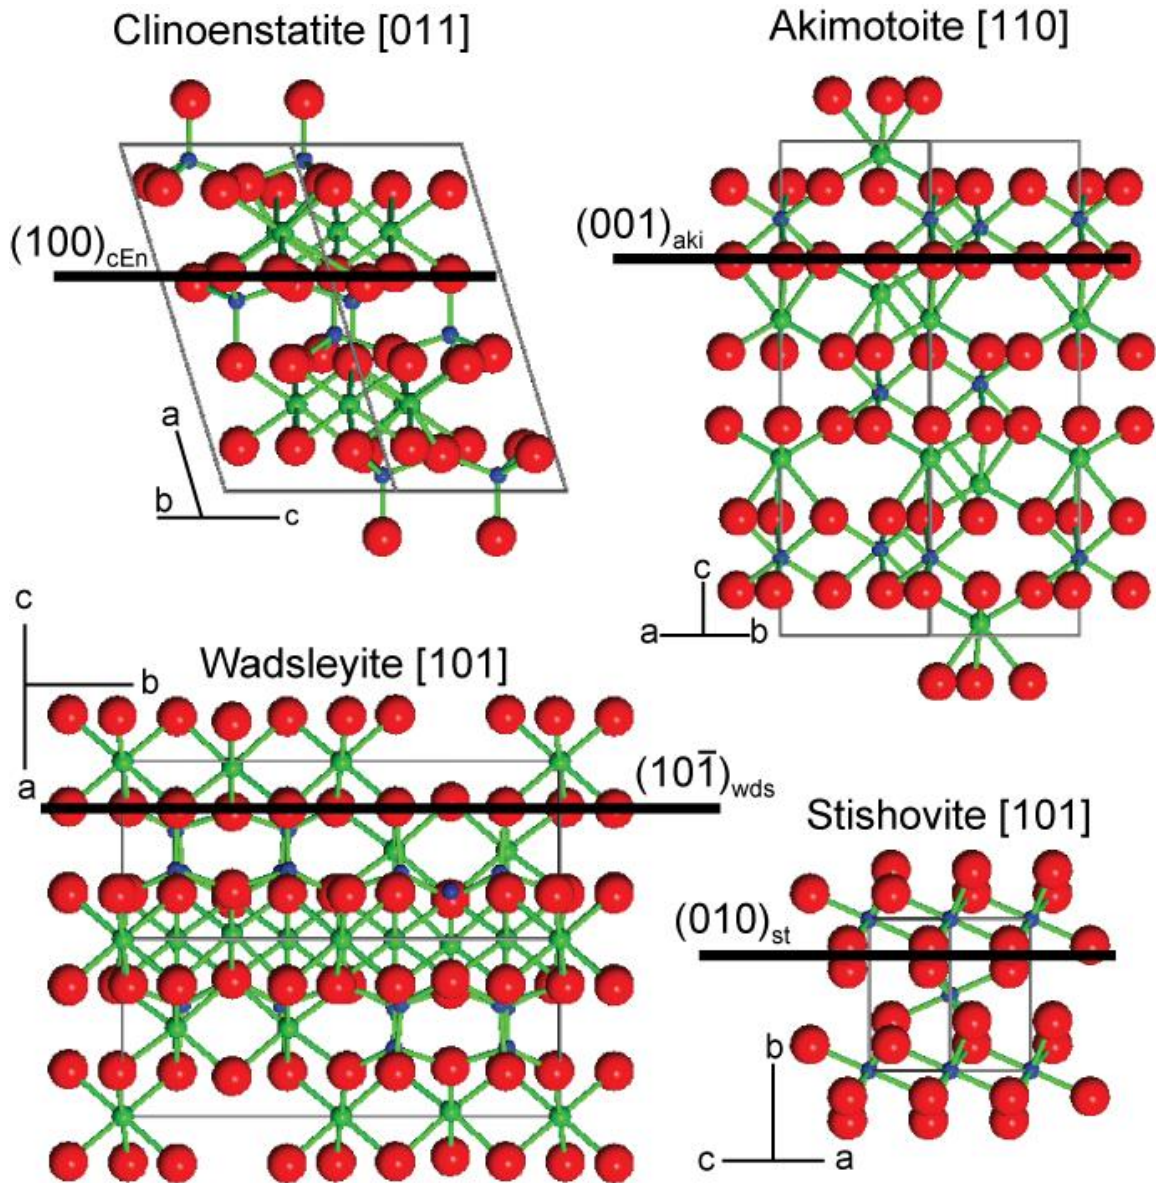 Clinoenstatite [011]
Akimotoite [110]
(100)cEn
(001)aki
a
b
c
c
a
b
c
Wadsleyite [101]
b
a
(101̄)wds
Stishovite [101]
(010)st
b
c
a